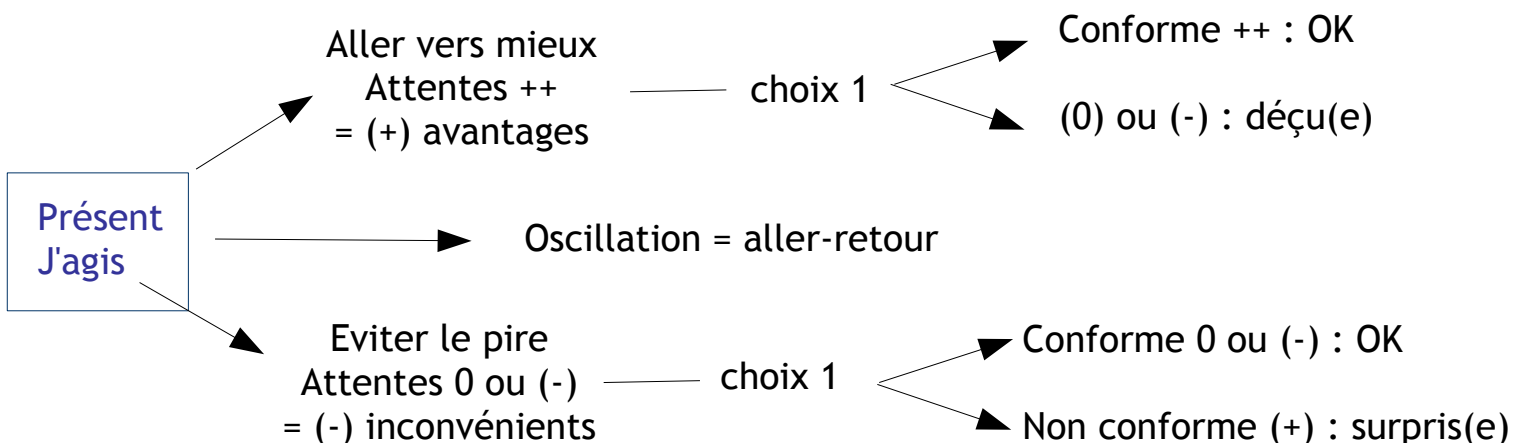 Aller vers mieux
Attentes ++
= (+) avantages
choix 1
Conforme ++ : OK
(0) ou (-) : déçu(e)
Présent
J'agis
Oscillation = aller-retour
Eviter le pire
Attentes 0 ou (-)
= (-) inconvénients
choix 1
Conforme 0 ou (-) : OK
Non conforme (+) : surpris(e)